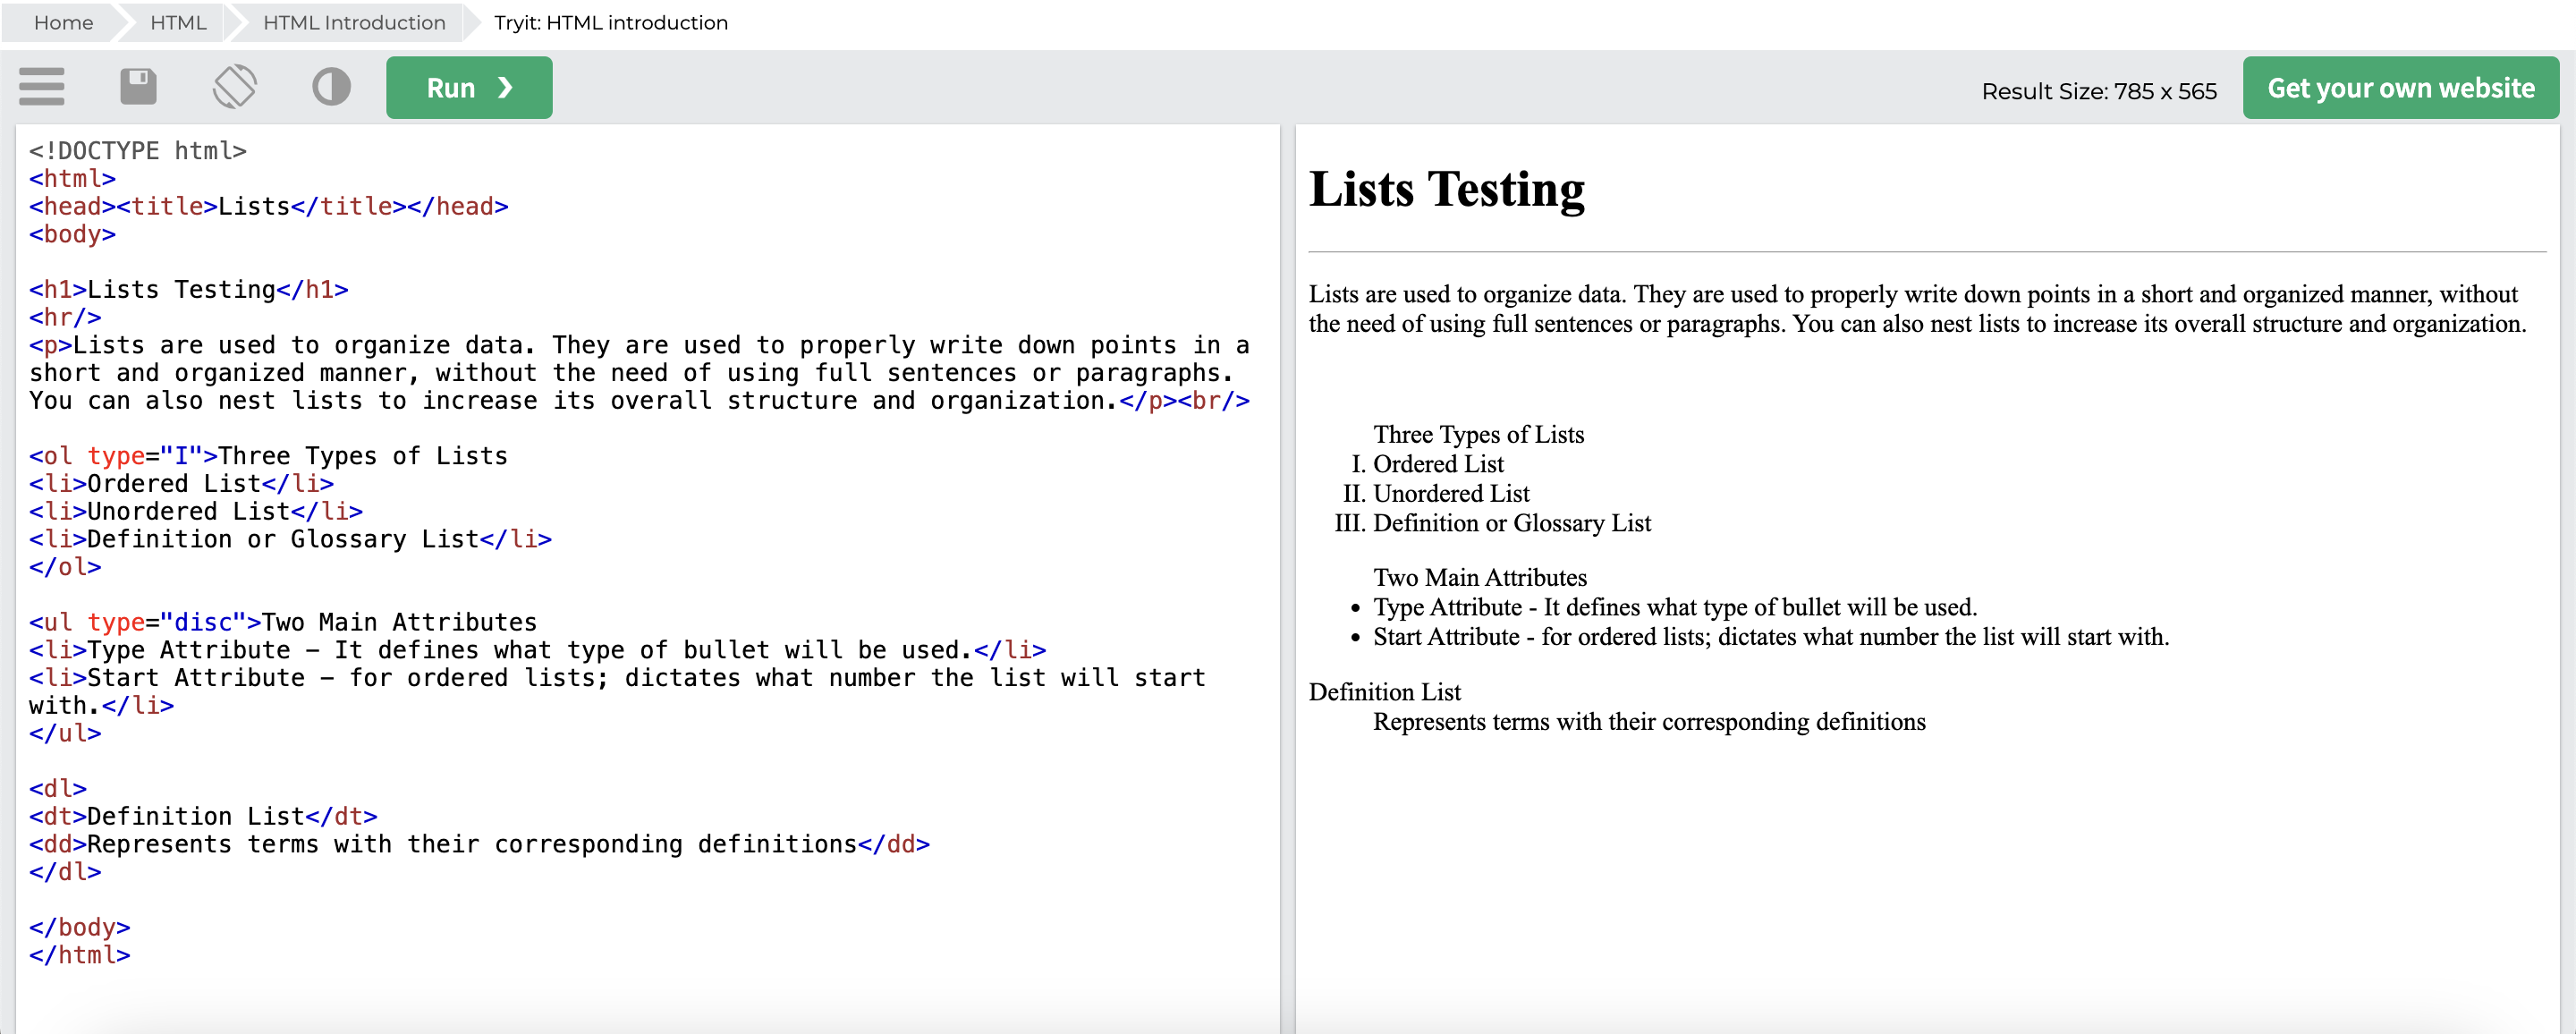 Home HTML HTML Introduction Tryit: HTML introduction
Run ❯ Result Size: 785 x 565 Get your own website
<!DOCTYPE html>
<html>
<head><title>Lists</title></head>
<body>
<h1>Lists Testing</h1>
<hr/>
<p>Lists are used to organize data. They are used to properly write down points in a
short and organized manner, without the need of using full sentences or paragraphs.
You can also nest lists to increase its overall structure and organization.</p><br/>
<ol type="I">Three Types of Lists
<li>Ordered List</li>
<li>Unordered List</li>
<li>Definition or Glossary List</li>
</ol>
<ul type="disc">Two Main Attributes
<li>Type Attribute – It defines what type of bullet will be used.</li>
<li>Start Attribute – for ordered lists; dictates what number the list will start
with.</li>
</ul>
<dl>
<dt>Definition List</dt>
<dd>Represents terms with their corresponding definitions</dd>
</dl>
</body>
</html>
Lists Testing
Lists are used to organize data. They are used to properly write down points in a short and organized manner, without
the need of using full sentences or paragraphs. You can also nest lists to increase its overall structure and organization.
Three Types of Lists
I. Ordered List
II. Unordered List
III. Definition or Glossary List
Two Main Attributes
• Type Attribute - It defines what type of bullet will be used.
• Start Attribute - for ordered lists; dictates what number the list will start with.
Definition List
Represents terms with their corresponding definitions